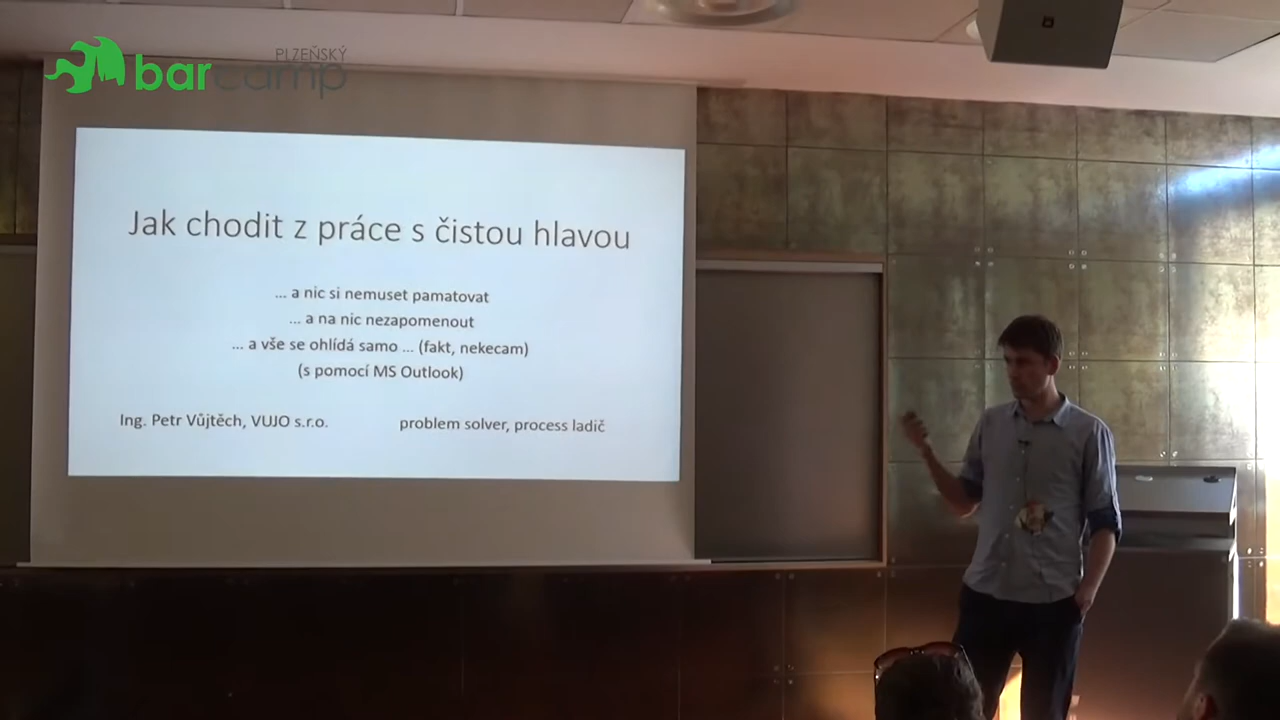 PLZEŇSKÝ
barcamp
Jak chodit z práce s čistou hlavou
... a nic si nemuset pamatovat
... a na nic nezapomenout
... a vše se ohlídá samo ... (fakt, nekecam)
(s pomocí MS Outlook)
Ing. Petr Vůjtěch, VUJO s.r.o. problem solver, process ladič